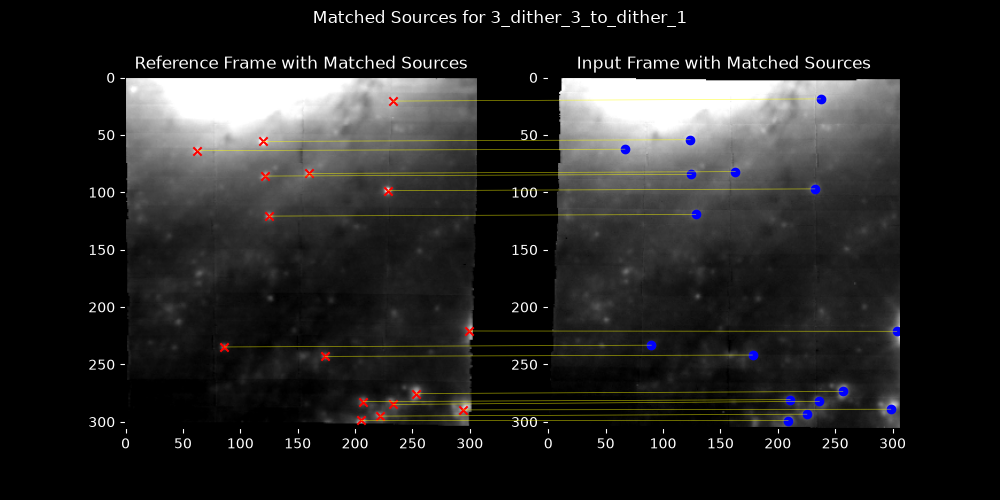 Matched Sources for 3_dither_3_to_dither_1
Reference Frame with Matched Sources
Input Frame with Matched Sources
0
50
100
150
200
250
300
0 50 100 150 200 250 300
0
50
100
150
200
250
300
0 50 100 150 200 250 300